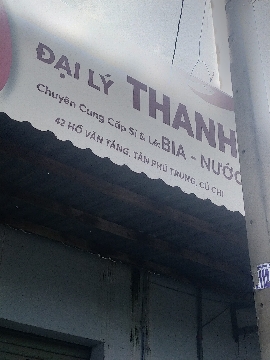 ĐẠI LÝ THANH
Chuyên Cung Cấp Sỉ & Lẻ: BIA - NƯỚC
42 HỒ VĂN TẮNG, TÂN PHÚ TRUNG, CỦ CHI